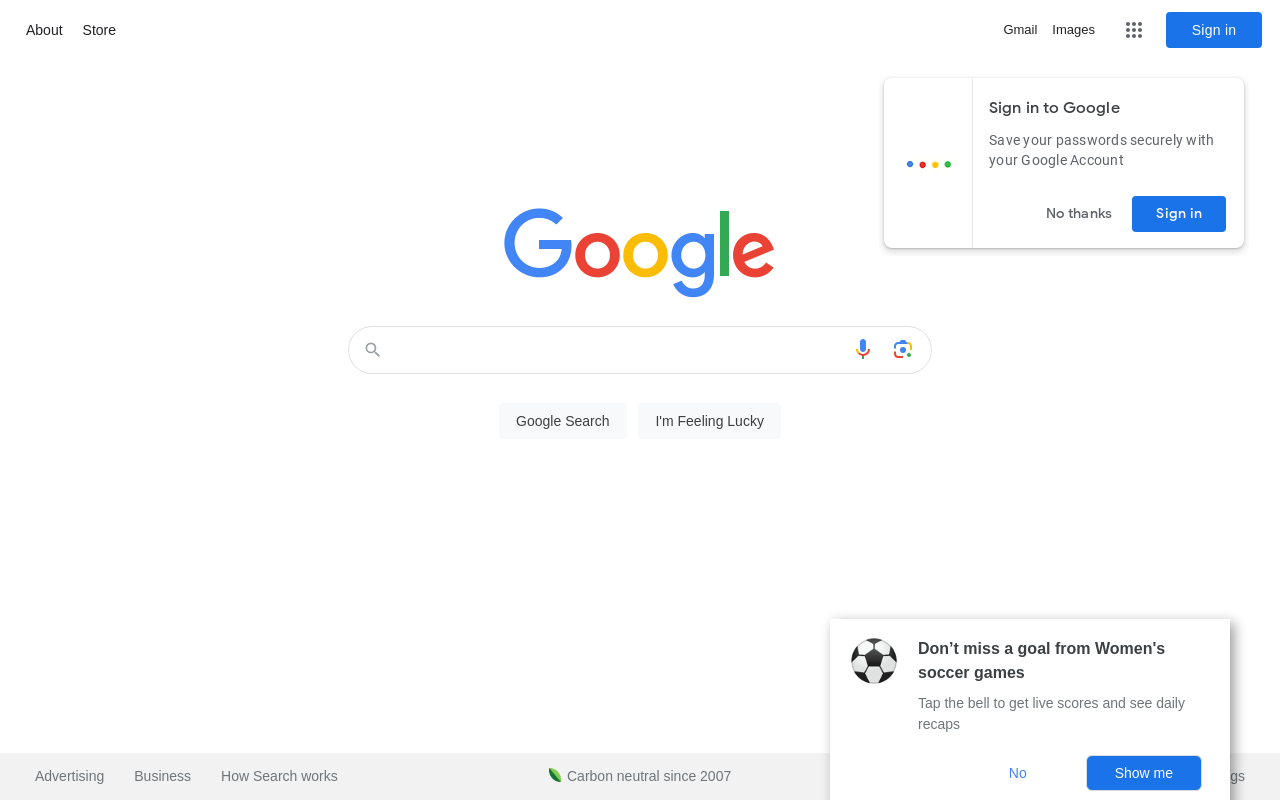 About Store Gmail Images Sign in
Sign in to Google
Save your passwords securely with
your Google Account
No thanks Sign in
Google
Google Search I'm Feeling Lucky
Don’t miss a goal from Women's
soccer games
Tap the bell to get live scores and see daily
recaps
No Show me
Advertising Business How Search works Carbon neutral since 2007